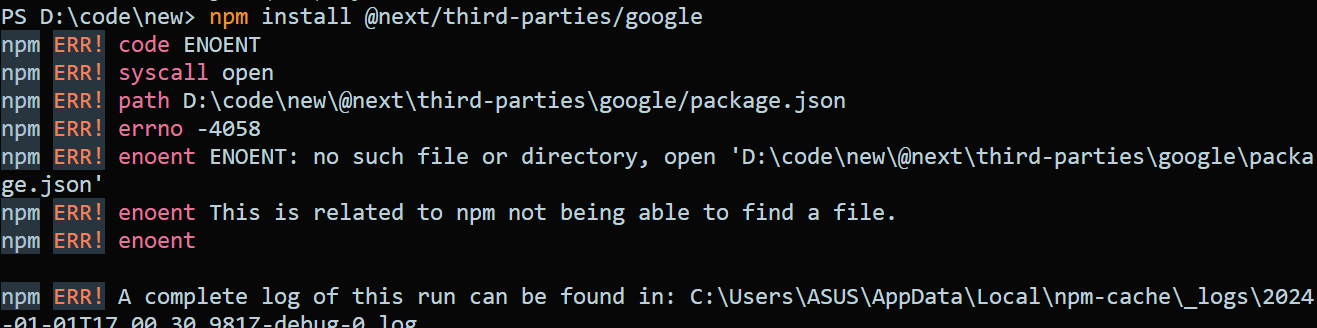 PS D:\code\new> npm install @next/third-parties/google
npm ERR! code ENOENT
npm ERR! syscall open
npm ERR! path D:\code\new\@next\third-parties\google/package.json
npm ERR! errno -4058
npm ERR! enoent ENOENT: no such file or directory, open 'D:\code\new\@next\third-parties\google\packa
ge.json'
npm ERR! enoent This is related to npm not being able to find a file.
npm ERR! enoent
npm ERR! A complete log of this run can be found in: C:\Users\ASUS\AppData\Local\npm-cache\_logs\2024
-01-01T17_00_30_981Z-debug-0.log